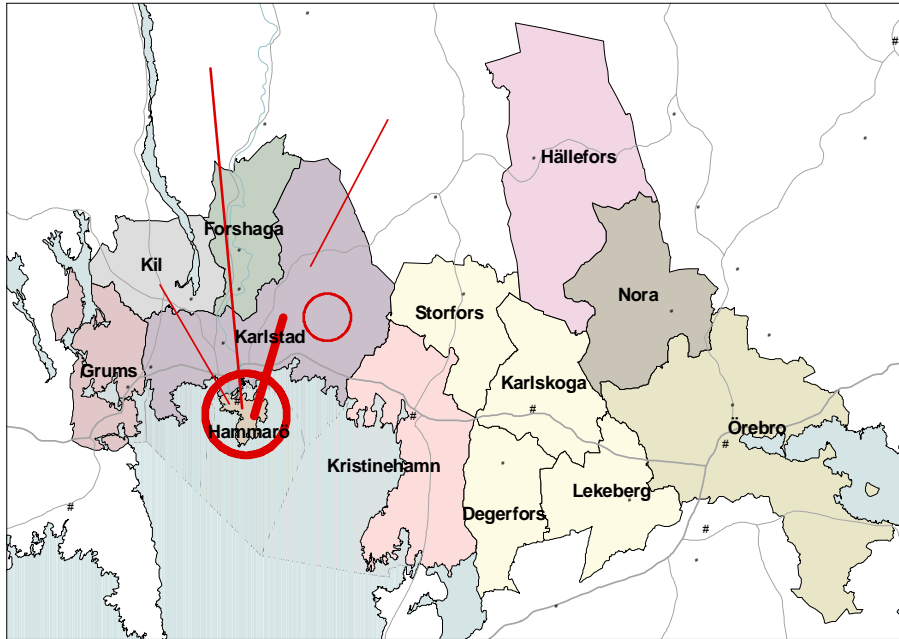 Hällefors
Forshaga
Kil
Nora
Storfors
Karlstad
Grums
Karlskoga
Hammarö
Örebro
Kristinehamn
Lekeberg
Degerfors